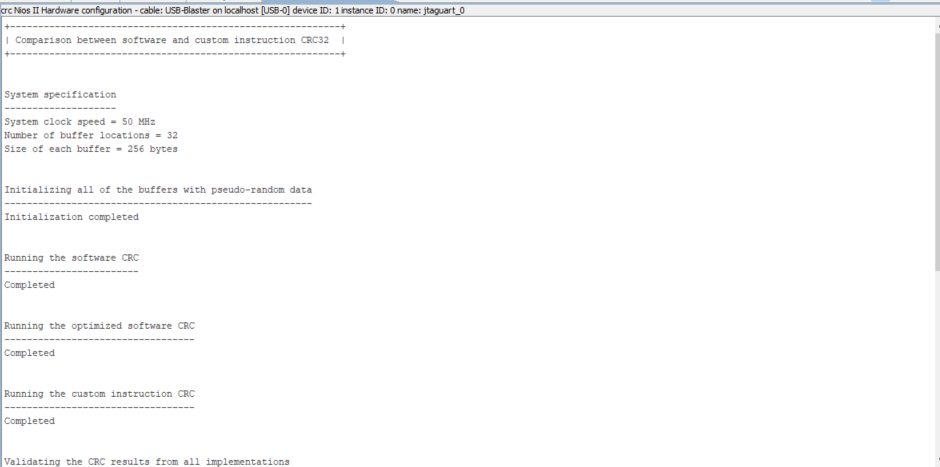 crc Nios II Hardware configuration - cable: USB-Blaster on localhost [USB-0] device ID: 1 instance ID: 0 name: jtaguart_0
+-----------------------------------------------------------+
| Comparison between software and custom instruction CRC32  |
+-----------------------------------------------------------+
System specification
--------------------
System clock speed = 50 MHz
Number of buffer locations = 32
Size of each buffer = 256 bytes
Initializing all of the buffers with pseudo-random data
-------------------------------------------------------
Initialization completed
Running the software CRC
------------------------
Completed
Running the optimized software CRC
----------------------------------
Completed
Running the custom instruction CRC
----------------------------------
Completed
Validating the CRC results from all implementations